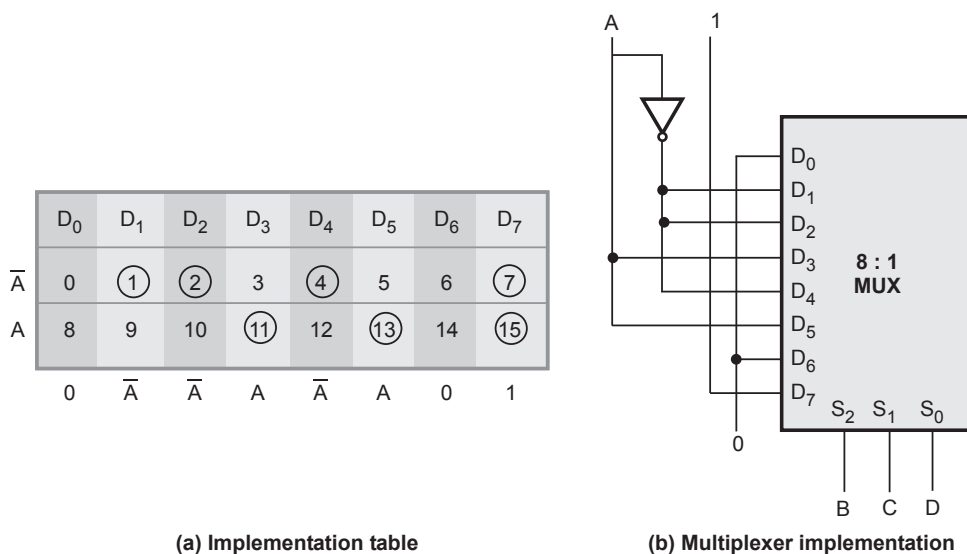 D0 D1 D2 D3 D4 D5 D6 D7
A̅ 0 1 2 3 4 5 6 7
A 8 9 10 11 12 13 14 15
0 A̅ A̅ A A̅ A 0 1
(a) Implementation table
A 1
D0
D1
D2
D3
D4
D5
D6
D7
8 : 1
MUX
S2 S1 S0
0
B C D
(b) Multiplexer implementation